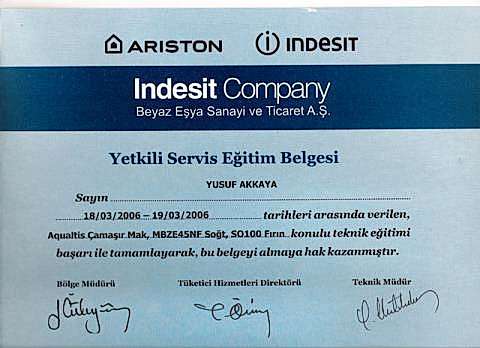 ARISTON indesit
Indesit Company
Beyaz Eşya Sanayi ve Ticaret A.Ş.
Yetkili Servis Eğitim Belgesi
YUSUF AKKAYA
Sayın
18/03/2006 – 19/03/2006 tarihleri arasında verilen,
Aqualtis Çamaşır Mak, MBZE45NF Soğt, SO100 Fırın konulu teknik eğitimi
başarı ile tamamlayarak, bu belgeyi almaya hak kazanmıştır.
Bölge Müdürü Tüketici Hizmetleri Direktörü Teknik Müdür